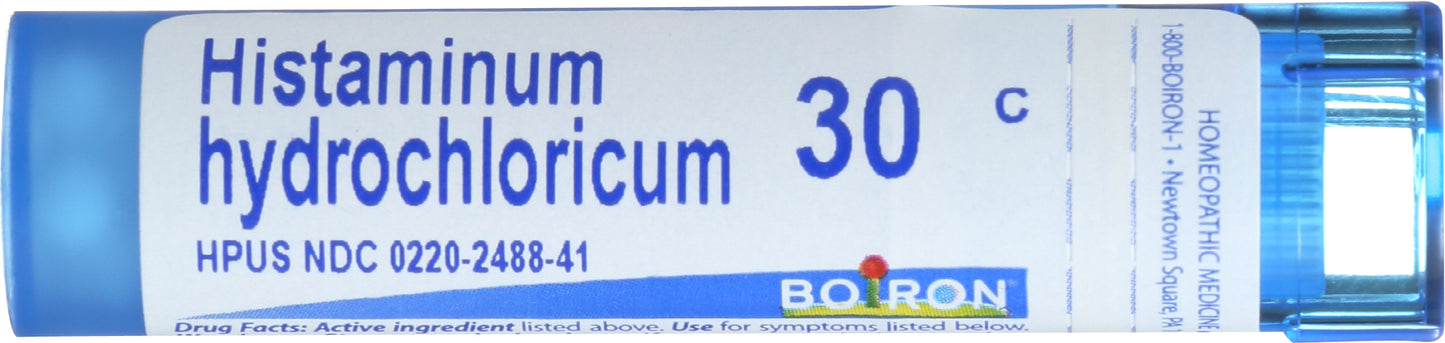 Histaminum
hydrochloricum
30 C
HPUS NDC 0220-2488-41
BOIRON
Drug Facts: Active ingredient listed above. Use for symptoms listed below.
HOMEOPATHIC MEDICINE
1-800-BOIRON-1 • Newtown Square, PA 1